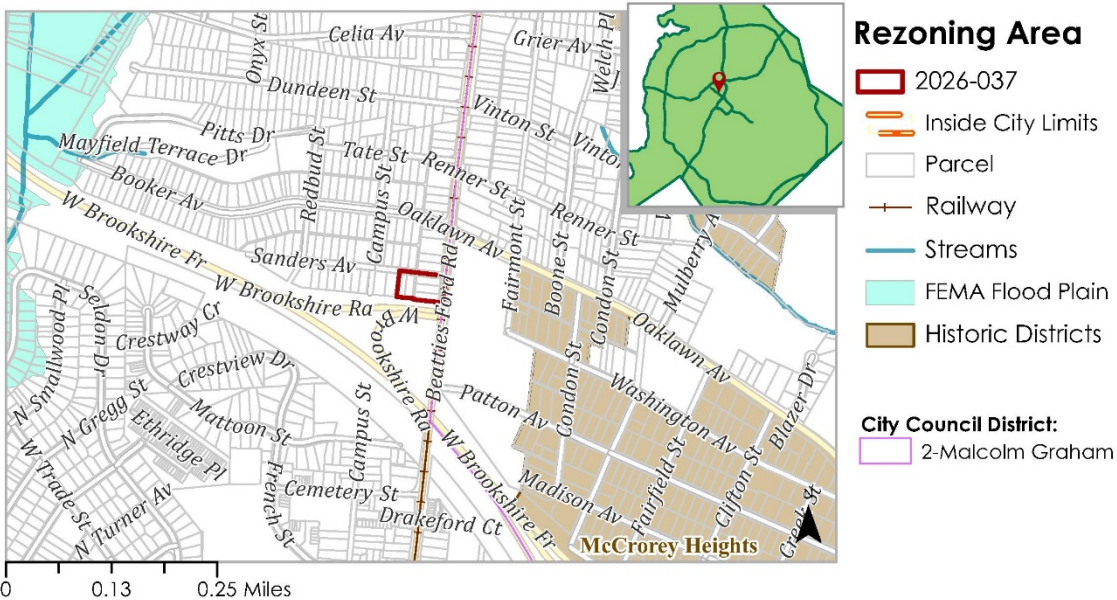 Celia Av
Onyx St
Grier Av
Welch Pl
Dundeen St
Vinton St
Pitts Dr
Mayfield Terrace Dr
Redbud St
Tate St
Renner St
Campus St
Booker Av
Oaklawn Av
Renner St
W Brookshire Fr
Sanders Av
W Brookshire Ra
W Brookshire Ra
Beatties Ford Rd
Fairmont St
Boone St
Condon St
Mulberry A
Oaklawn Av
N Smallwood Pl
Seldon Dr
Crestway Cr
Crestview Dr
N Gregg St
Mattoon St
Campus St
Patton Av
Condon St
Washington Av
Blazer Dr
Ethridge Pl
W Trade St
N Turner Av
French St
Cemetery St
Drakeford Ct
W Brookshire Fr
Madison Av
Fairfield St
Clifton St
Creek St
McCrorey Heights
0
0.13
0.25 Miles
Rezoning Area
2026-037
Inside City Limits
Parcel
Railway
Streams
FEMA Flood Plain
Historic Districts
City Council District:
2-Malcolm Graham